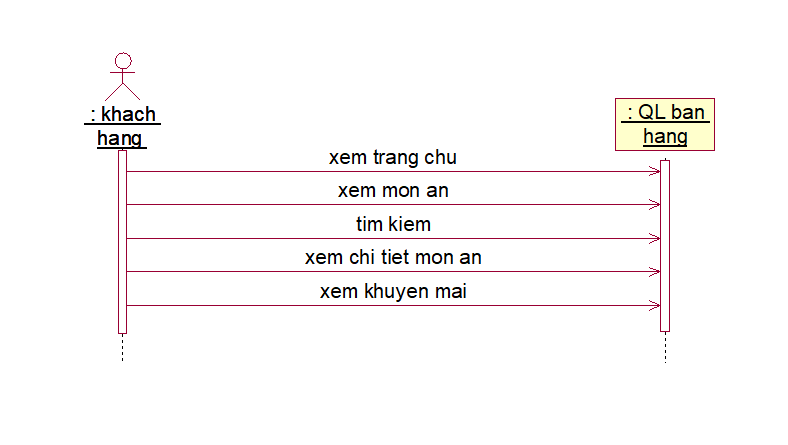 : khach
hang
: QL ban
hang
xem trang chu
xem mon an
tim kiem
xem chi tiet mon an
xem khuyen mai